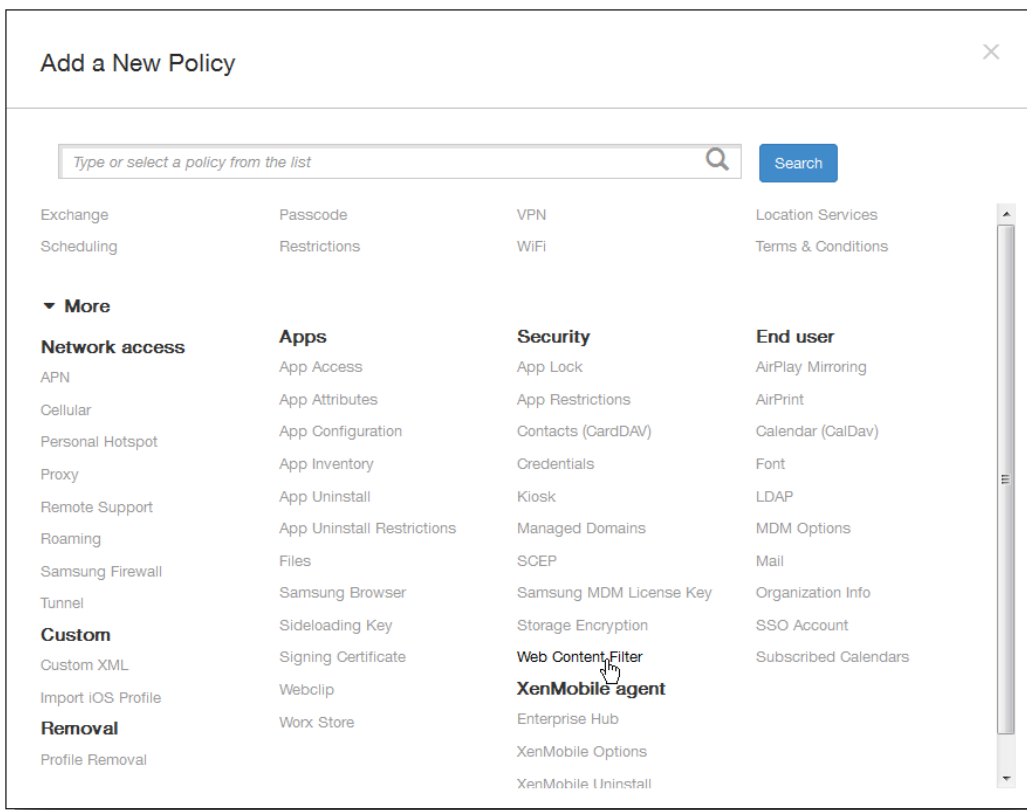 Add a New Policy
Type or select a policy from the list
Search
Exchange
Passcode
VPN
Location Services
Scheduling
Restrictions
WiFi
Terms & Conditions
More
Network access
APN
Cellular
Personal Hotspot
Proxy
Remote Support
Roaming
Samsung Firewall
Tunnel
Custom
Custom XML
Import iOS Profile
Removal
Profile Removal
Apps
App Access
App Attributes
App Configuration
App Inventory
App Uninstall
App Uninstall Restrictions
Files
Samsung Browser
Sideloading Key
Signing Certificate
Webclip
Worx Store
Security
App Lock
App Restrictions
Contacts (CardDAV)
Credentials
Kiosk
Managed Domains
SCEP
Samsung MDM License Key
Storage Encryption
Web Content Filter
XenMobile agent
Enterprise Hub
XenMobile Options
XenMobile Uninstall
End user
AirPlay Mirroring
AirPrint
Calendar (CalDav)
Font
LDAP
MDM Options
Mail
Organization Info
SSO Account
Subscribed Calendars